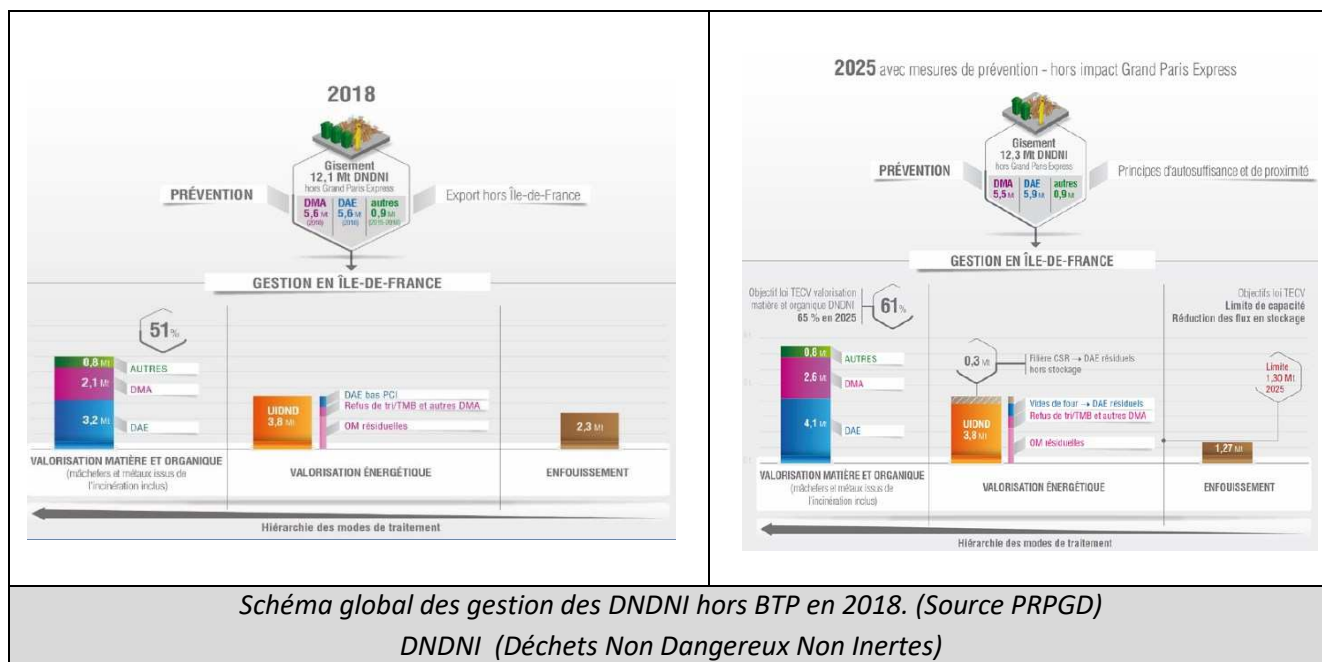 2018
Gisement
12,1 Mt DNDNI
hors Grand Paris Express
PRÉVENTION
Export hors Île-de-France
DMA DAE autres
5,6 Mt 5,6 Mt 0,9 Mt
GESTION EN ÎLE-DE-FRANCE
51%
0,8 Mt AUTRES
2,1 Mt DMA
3,2 Mt DAE
UIDND
3,8 Mt
DAE bas PCI
Refus de tri/TMB et autres DMA
OM résiduelles
2,3 Mt
VALORISATION MATIÈRE ET ORGANIQUE
(mâchefers et métaux issus de
l'incinération inclus)
VALORISATION ÉNERGÉTIQUE
ENFOUISSEMENT
Hiérarchie des modes de traitement
2025 avec mesures de prévention - hors impact Grand Paris Express
Gisement
12,3 Mt DNDNI
hors Grand Paris Express
PRÉVENTION
Principes d'autosuffisance et de proximité
DMA DAE autres
5,5 Mt 5,9 Mt 0,9 Mt
GESTION EN ÎLE-DE-FRANCE
Objectif loi TECV valorisation
matière et organique DNDNI
65 % en 2025
61%
Objectifs loi TECV
Limite de capacité
Réduction des flux en stockage
0,3 Mt
Filière CSR → DAE résiduels
hors stockage
Limite
1,30 Mt
2025
0,8 Mt AUTRES
2,6 Mt DMA
4,1 Mt DAE
UIDND
3,8 Mt
Vides de four → DAE résiduels
Refus de tri/TMB et autres DMA
OM résiduelles
1,27 Mt
VALORISATION MATIÈRE ET ORGANIQUE
(mâchefers et métaux issus de
l'incinération inclus)
VALORISATION ÉNERGÉTIQUE
ENFOUISSEMENT
Hiérarchie des modes de traitement
Schéma global des gestion des DNDNI hors BTP en 2018. (Source PRPGD)
DNDNI (Déchets Non Dangereux Non Inertes)